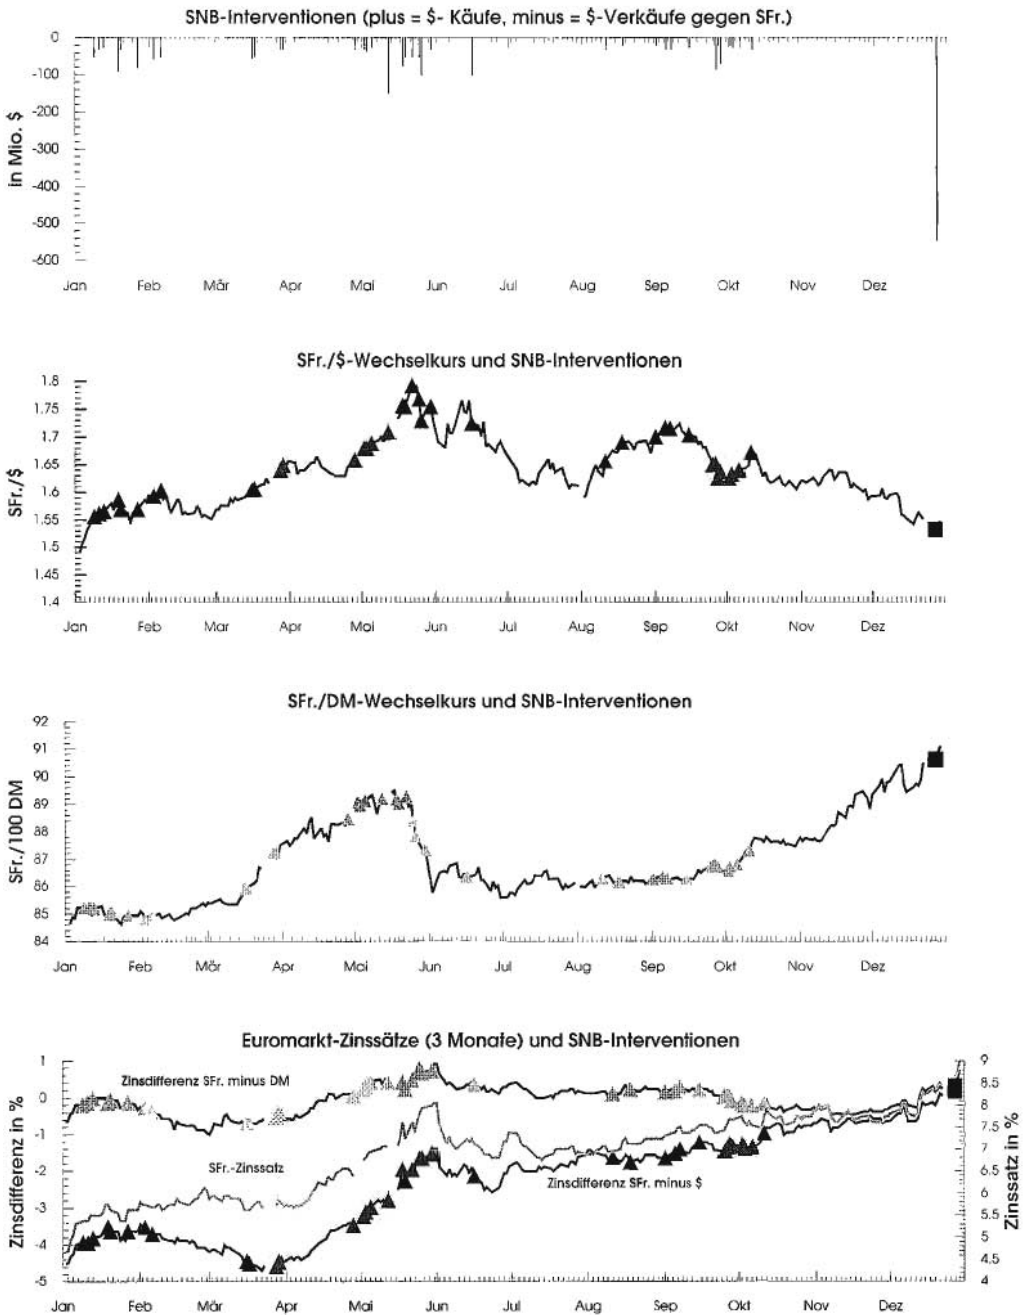 SNB-Interventionen (plus = $- Käufe, minus = $-Verkäufe gegen SFr.)
in Mio. $
0
-100
-200
-300
-400
-500
-600
Jan Feb Mär Apr Mai Jun Jul Aug Sep Okt Nov Dez
SFr./$-Wechselkurs und SNB-Interventionen
SFr./$
1.8
1.75
1.7
1.65
1.6
1.55
1.5
1.45
1.4
Jan Feb Mar Apr Mai Jun Jul Aug Sep Okt Nov Dez
SFr./DM-Wechselkurs und SNB-Interventionen
SFr./100 DM
92
91
90
89
88
87
86
85
84
Jan Feb Mär Apr Mai Jun Jul Aug Sep Okt Nov Dez
Euromarkt-Zinssätze (3 Monate) und SNB-Interventionen
Zinsdifferenz in %
1
0
-1
-2
-3
-4
-5
Zinsdifferenz SFr. minus DM
SFr.-Zinssatz
Zinsdifferenz SFr. minus $
9
8.5
8
7.5
7
6.5
6
5.5
5
4.5
4
Zinssatz in %
Jan Feb Mär Apr Mai Jun Jul Aug Sep Okt Nov Dez